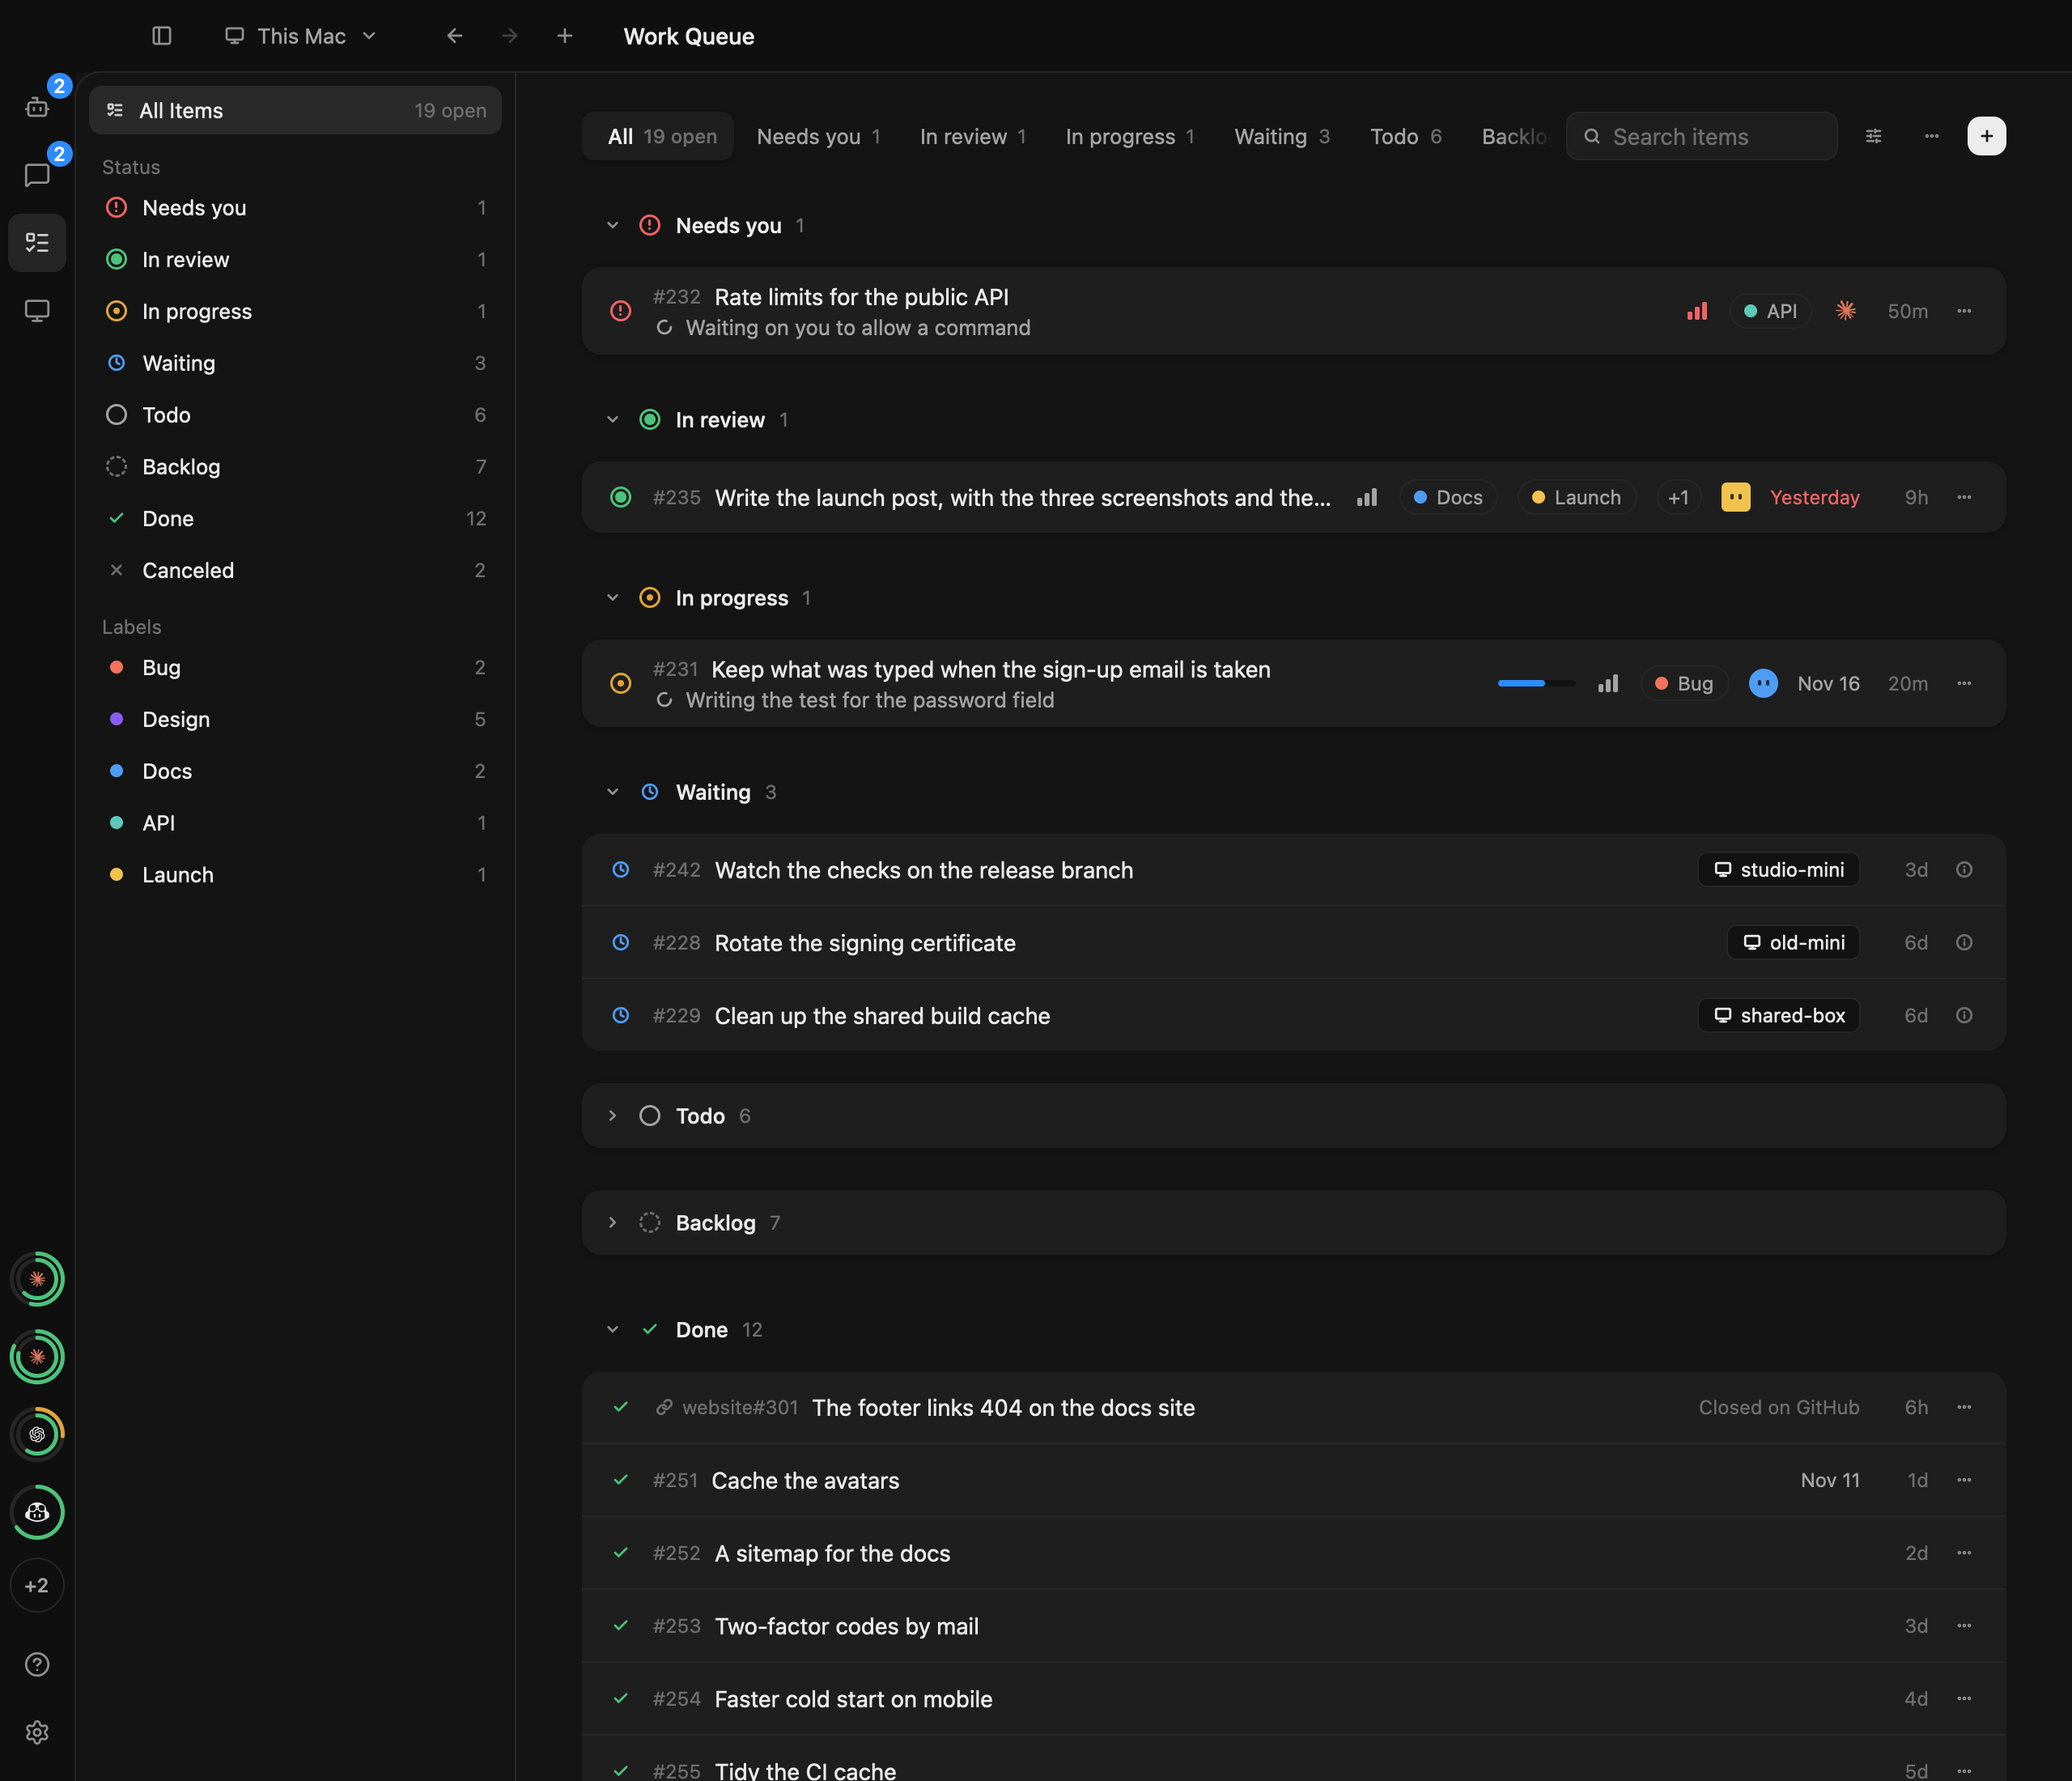 This Mac
Work Queue
2
2
All Items 19 open
Status
Needs you 1
In review 1
In progress 1
Waiting 3
Todo 6
Backlog 7
Done 12
Canceled 2
Labels
Bug 2
Design 5
Docs 2
API 1
Launch 1
+2
All 19 open Needs you 1 In review 1 In progress 1 Waiting 3 Todo 6 Backlo Search items
Needs you 1
#232 Rate limits for the public API API 50m
Waiting on you to allow a command
In review 1
#235 Write the launch post, with the three screenshots and the... Docs Launch +1 Yesterday 9h
In progress 1
#231 Keep what was typed when the sign-up email is taken Bug Nov 16 20m
Writing the test for the password field
Waiting 3
#242 Watch the checks on the release branch studio-mini 3d
#228 Rotate the signing certificate old-mini 6d
#229 Clean up the shared build cache shared-box 6d
Todo 6
Backlog 7
Done 12
website#301 The footer links 404 on the docs site Closed on GitHub 6h
#251 Cache the avatars Nov 11 1d
#252 A sitemap for the docs 2d
#253 Two-factor codes by mail 3d
#254 Faster cold start on mobile 4d
#255 Tidy the CI cache 5d